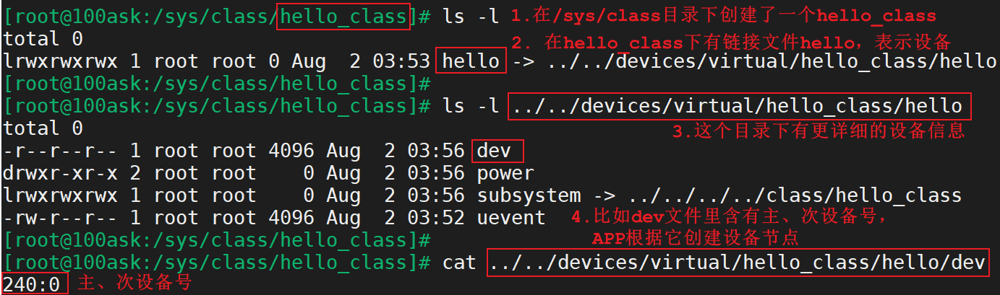 [root@100ask:/sys/class/hello_class]# ls -l 1.在/sys/class目录下创建了一个hello_class
total 0 2. 在hello_class下有链接文件hello，表示设备
lrwxrwxrwx 1 root root 0 Aug  2 03:53 hello -> ../../devices/virtual/hello_class/hello
[root@100ask:/sys/class/hello_class]#
[root@100ask:/sys/class/hello_class]# ls -l ../../devices/virtual/hello_class/hello
total 0 3.这个目录下有更详细的设备信息
-r--r--r-- 1 root root 4096 Aug  2 03:56 dev
drwxr-xr-x 2 root root    0 Aug  2 03:56 power
lrwxrwxrwx 1 root root    0 Aug  2 03:56 subsystem -> ../../../../class/hello_class
-rw-r--r-- 1 root root 4096 Aug  2 03:52 uevent 4.比如dev文件里含有主、次设备号，
[root@100ask:/sys/class/hello_class]# APP根据它创建设备节点
[root@100ask:/sys/class/hello_class]# cat ../../devices/virtual/hello_class/hello/dev
240:0 主、次设备号